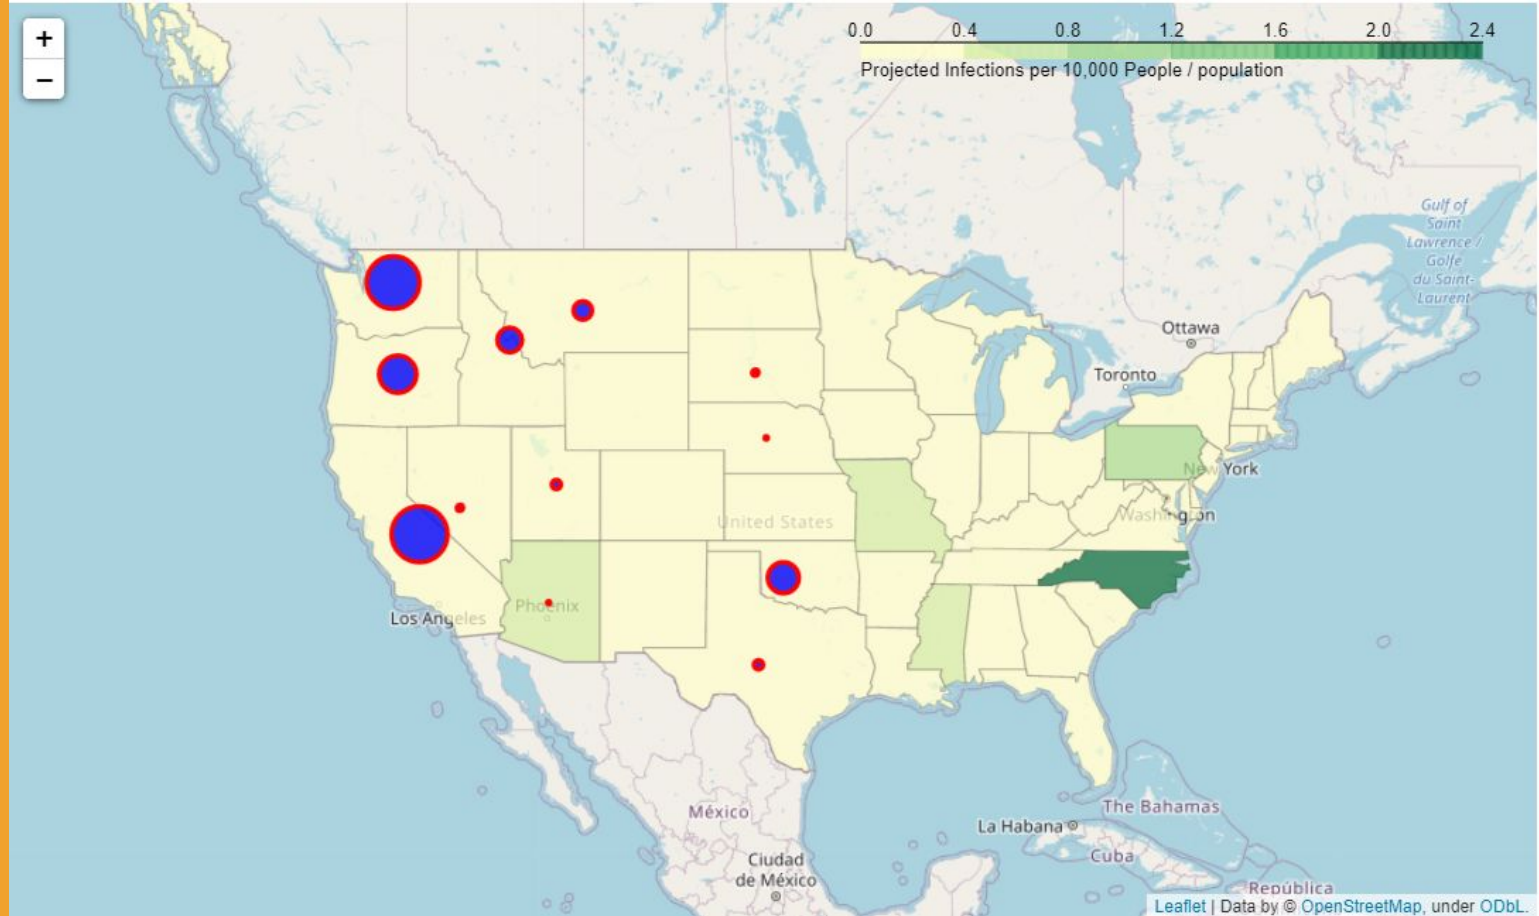 +
−
0.0 0.4 0.8 1.2 1.6 2.0 2.4
Projected Infections per 10,000 People / population
Gulf of
Saint
Lawrence /
Golfe
du Saint-
Laurent
Ottawa
Toronto
New York
Washington
United States
Phoenix
Los Angeles
México
The Bahamas
La Habana
Cuba
Ciudad
de México
República
Leaflet | Data by © OpenStreetMap, under ODbL.